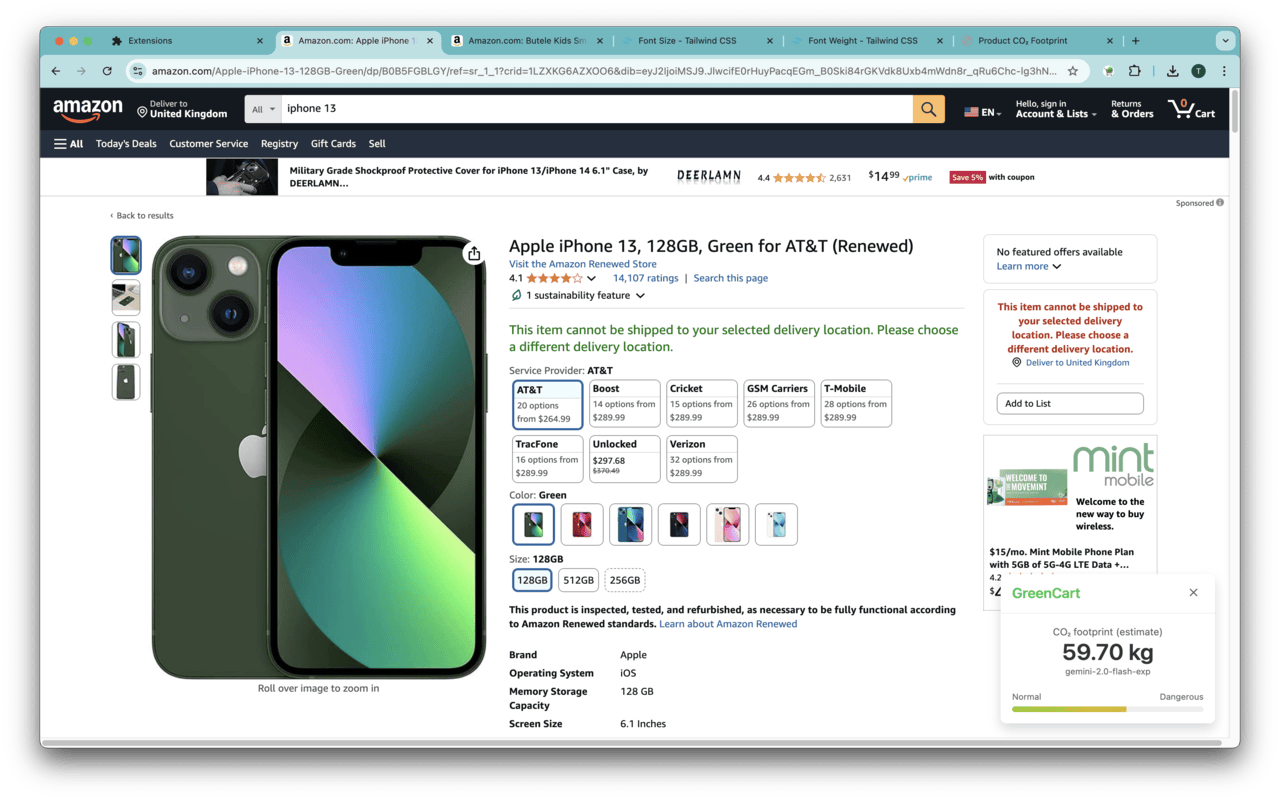 Extensions
Amazon.com: Apple iPhone 1
Amazon.com: Butele Kids Sm
Font Size - Tailwind CSS
Font Weight - Tailwind CSS
Product CO₂ Footprint
amazon.com/Apple-iPhone-13-128GB-Green/dp/B0B5FGBLGY/ref=sr_1_1?crid=1LZXKG6AZXOO6&dib=eyJ2IjoiMSJ9.JlwcifE0rHuyPacqEGm_B0Ski84rGKVdk8Uxb4mWdn8r_qRu6Chc-Ig3hN...
T
amazon
Deliver to
United Kingdom
All
iphone 13
EN
Hello, sign in
Account & Lists
Returns
& Orders
0
Cart
All
Today's Deals
Customer Service
Registry
Gift Cards
Sell
Military Grade Shockproof Protective Cover for iPhone 13/iPhone 14 6.1" Case, by
DEERLAMN...
DEERLAMN
4.4
2,631
$14.99
prime
Save 5% with coupon
Sponsored
‹ Back to results
Apple iPhone 13, 128GB, Green for AT&T (Renewed)
Visit the Amazon Renewed Store
4.1
14,107 ratings | Search this page
1 sustainability feature
This item cannot be shipped to your selected delivery location. Please choose
a different delivery location.
Service Provider: AT&T
AT&T
20 options
from $264.99
Boost
14 options from
$289.99
Cricket
15 options from
$289.99
GSM Carriers
26 options from
$289.99
T-Mobile
28 options from
$289.99
TracFone
16 options from
$289.99
Unlocked
$297.68
$370.49
Verizon
32 options from
$289.99
Color: Green
Size: 128GB
128GB
512GB
256GB
This product is inspected, tested, and refurbished, as necessary to be fully functional according
to Amazon Renewed standards. Learn about Amazon Renewed
Brand Apple
Operating System iOS
Memory Storage
Capacity
128 GB
Screen Size 6.1 Inches
Roll over image to zoom in
No featured offers available
Learn more
This item cannot be shipped to
your selected delivery
location. Please choose a
different delivery location.
Deliver to United Kingdom
Add to List
mint
mobile
WELCOME TO
THE MOVEMINT
Welcome to the
new way to buy
wireless.
$15/mo. Mint Mobile Phone Plan
with 5GB of 5G-4G LTE Data +...
4.2
$
GreenCart
CO₂ footprint (estimate)
59.70 kg
gemini-2.0-flash-exp
Normal
Dangerous